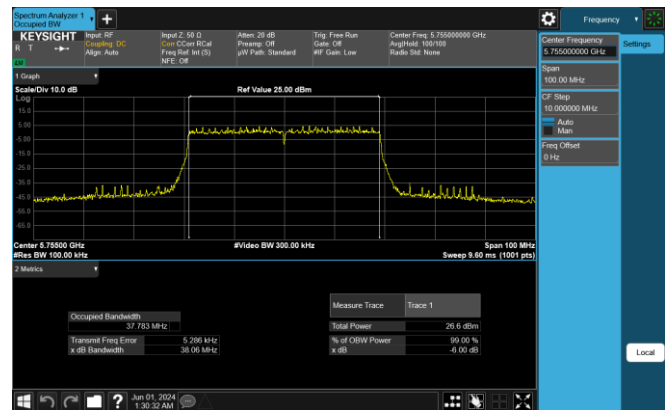 Spectrum Analyzer 1
Occupied BW
Frequency
KEYSIGHT
R T
LW
Input: RF
Coupling: DC
Align: Auto
Input Z: 50 Ω
Corr CCorr RCal
Freq Ref: Int (S)
NFE: Off
Atten: 20 dB
Preamp: Off
µW Path: Standard
Trig: Free Run
Gate: Off
#IF Gain: Low
Center Freq: 5.755000000 GHz
Avg|Hold: 100/100
Radio Std: None
Center Frequency
5.755000000 GHz
Settings
Span
100.00 MHz
CF Step
10.000000 MHz
Auto
Man
Freq Offset
0 Hz
Local
1 Graph
Scale/Div 10.0 dB
Ref Value 25.00 dBm
Log
15.0
5.00
-5.00
-15.0
-25.0
-35.0
-45.0
-55.0
-65.0
Center 5.75500 GHz
#Video BW 300.00 kHz
Span 100 MHz
#Res BW 100.00 kHz
Sweep 9.60 ms (1001 pts)
2 Metrics
Measure Trace
Trace 1
Occupied Bandwidth
37.783 MHz
Total Power
26.6 dBm
Transmit Freq Error
5.286 kHz
% of OBW Power
99.00 %
x dB Bandwidth
38.06 MHz
x dB
-6.00 dB
?
Jun 01, 2024
1:30:32 AM